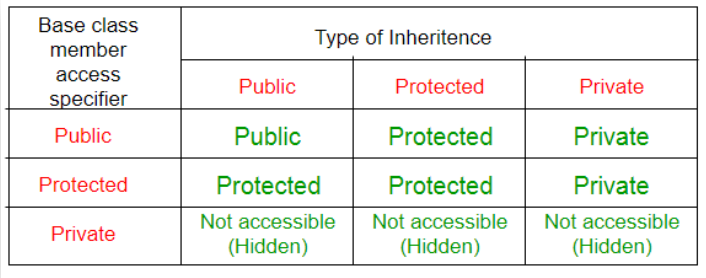 Base class
member
access
specifier
Type of Inheritence
Public
Protected
Private
Public
Public
Protected
Private
Protected
Protected
Protected
Private
Private
Not accessible
(Hidden)
Not accessible
(Hidden)
Not accessible
(Hidden)